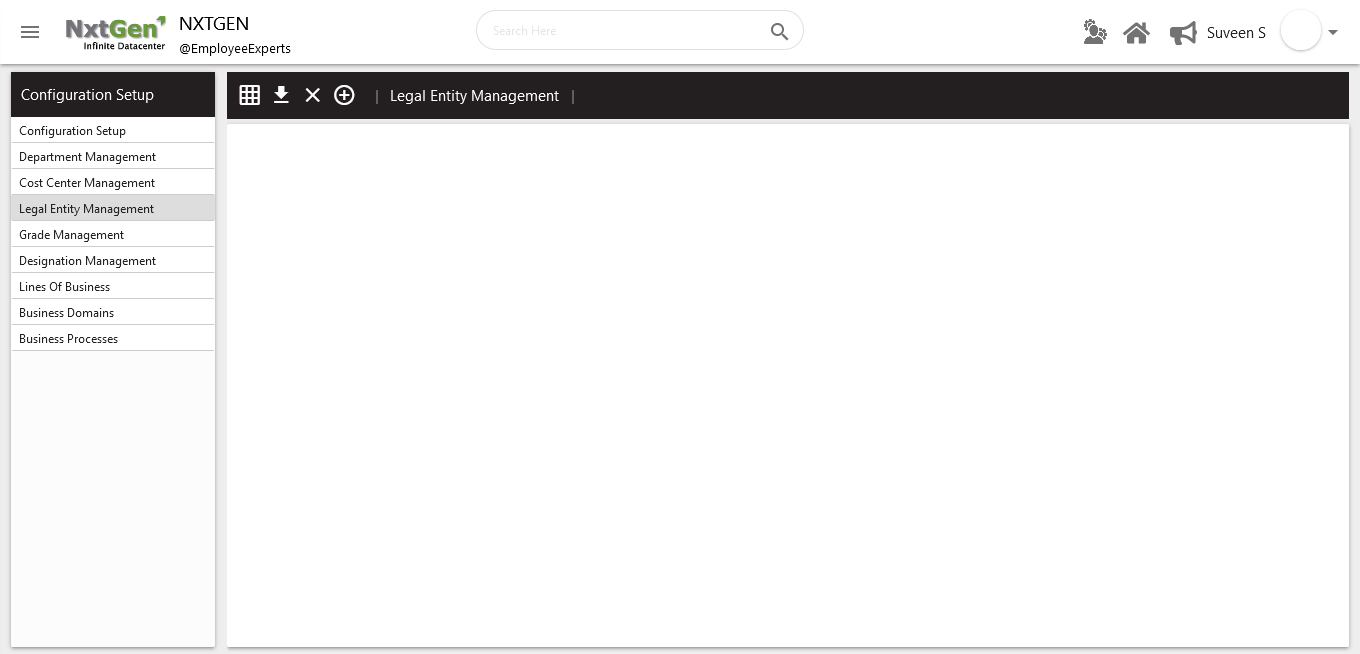 NxtGen
Infinite Datacenter
NXTGEN
@EmployeeExperts
Search Here
Suveen S
Configuration Setup
Configuration Setup
Department Management
Cost Center Management
Legal Entity Management
Grade Management
Designation Management
Lines Of Business
Business Domains
Business Processes
| Legal Entity Management |